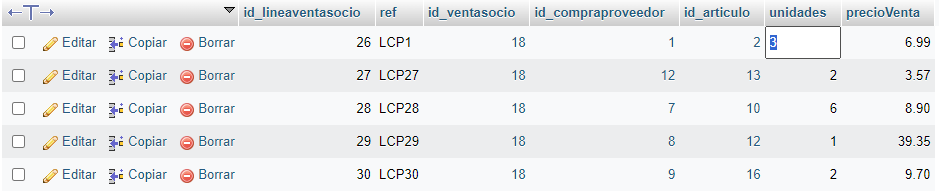 id_lineaventasocio ref id_ventasocio id_compraproveedor id_articulo unidades precioVenta
Editar Copiar Borrar 26 LCP1 18 1 2 3 6.99
Editar Copiar Borrar 27 LCP27 18 12 13 2 3.57
Editar Copiar Borrar 28 LCP28 18 7 10 6 8.90
Editar Copiar Borrar 29 LCP29 18 8 12 1 39.35
Editar Copiar Borrar 30 LCP30 18 9 16 2 9.70